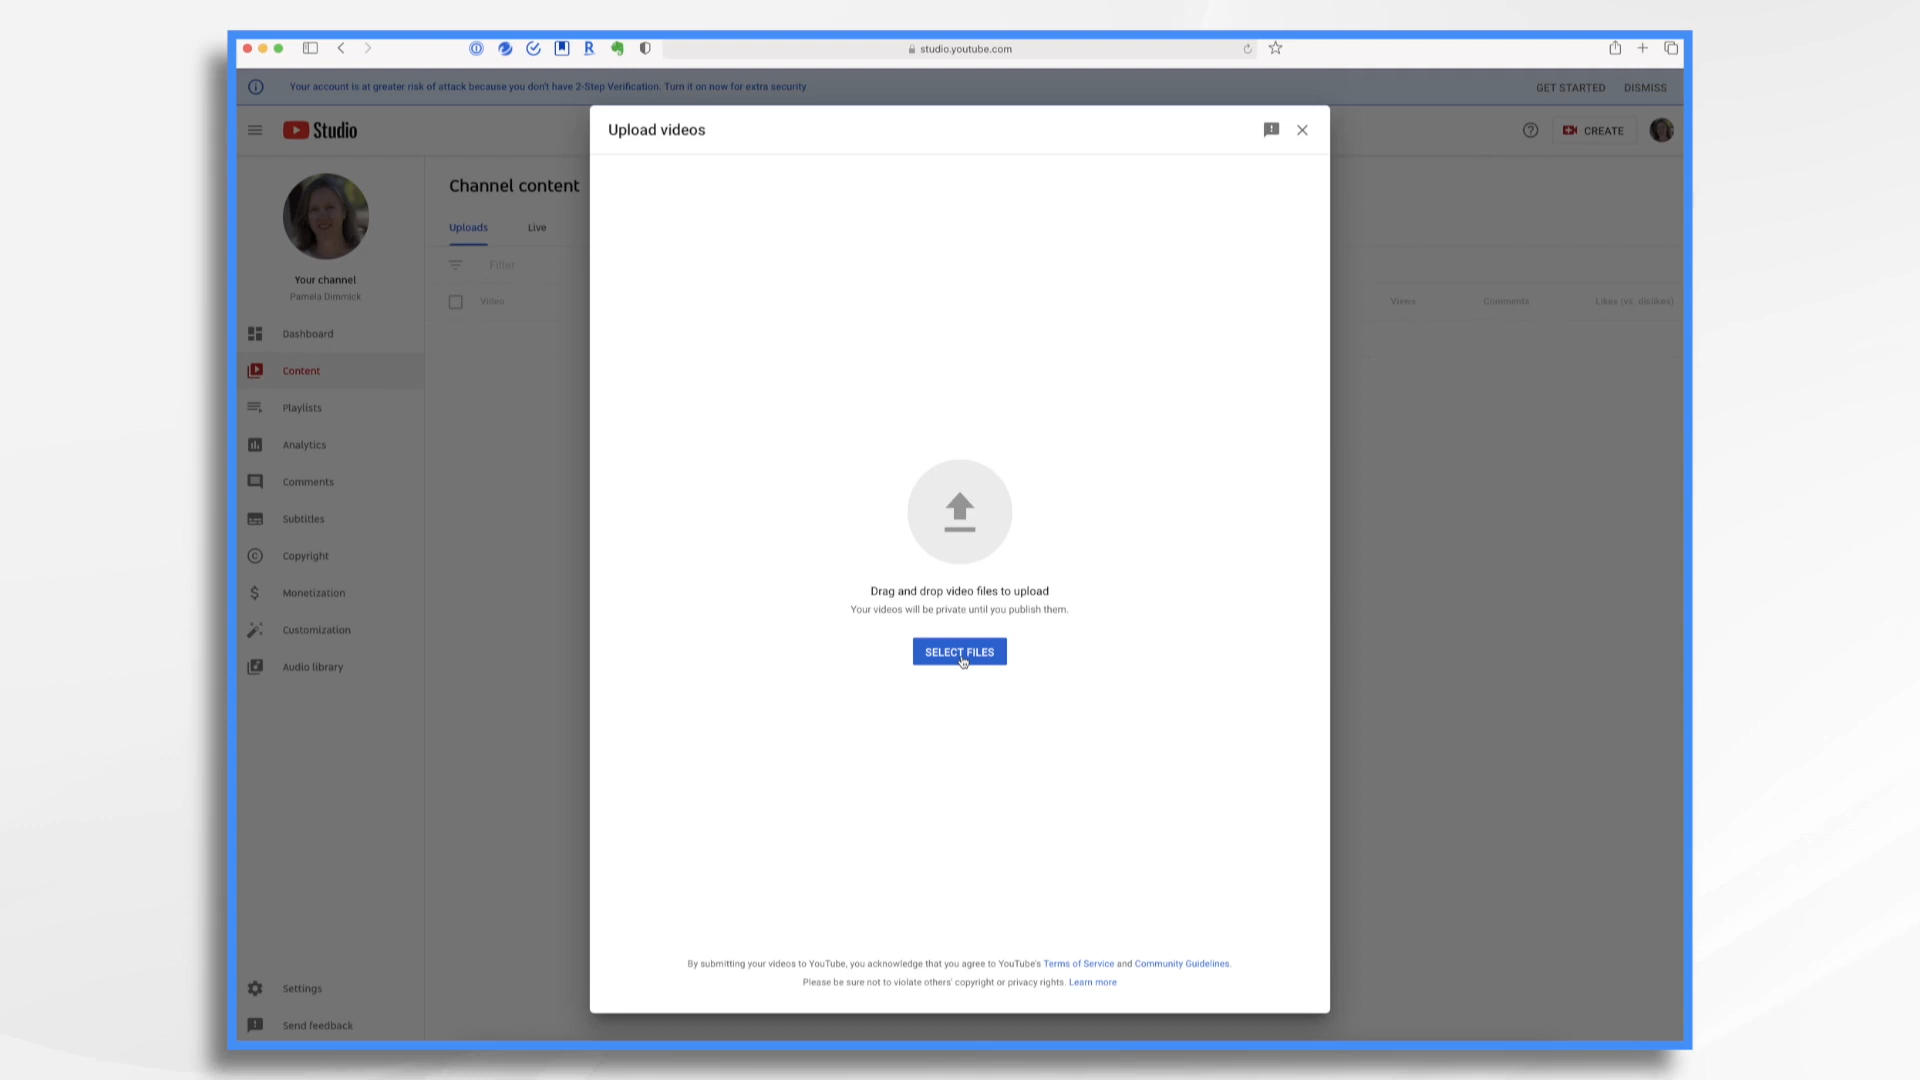 studio.youtube.com
Your account is at greater risk of attack because you don't have 2-Step Verification. Turn it on now for extra security
GET STARTED
DISMISS
Studio
CREATE
Upload videos
Your channel
Pamela Dimmick
Dashboard
Content
Playlists
Analytics
Comments
Subtitles
Copyright
Monetization
Customization
Audio library
Settings
Send feedback
Channel content
Uploads
Live
Filter
Video
Views
Comments
Likes (vs. dislikes)
Drag and drop video files to upload
Your videos will be private until you publish them.
SELECT FILES
By submitting your videos to YouTube, you acknowledge that you agree to YouTube's Terms of Service and Community Guidelines.
Please be sure not to violate others' copyright or privacy rights. Learn more